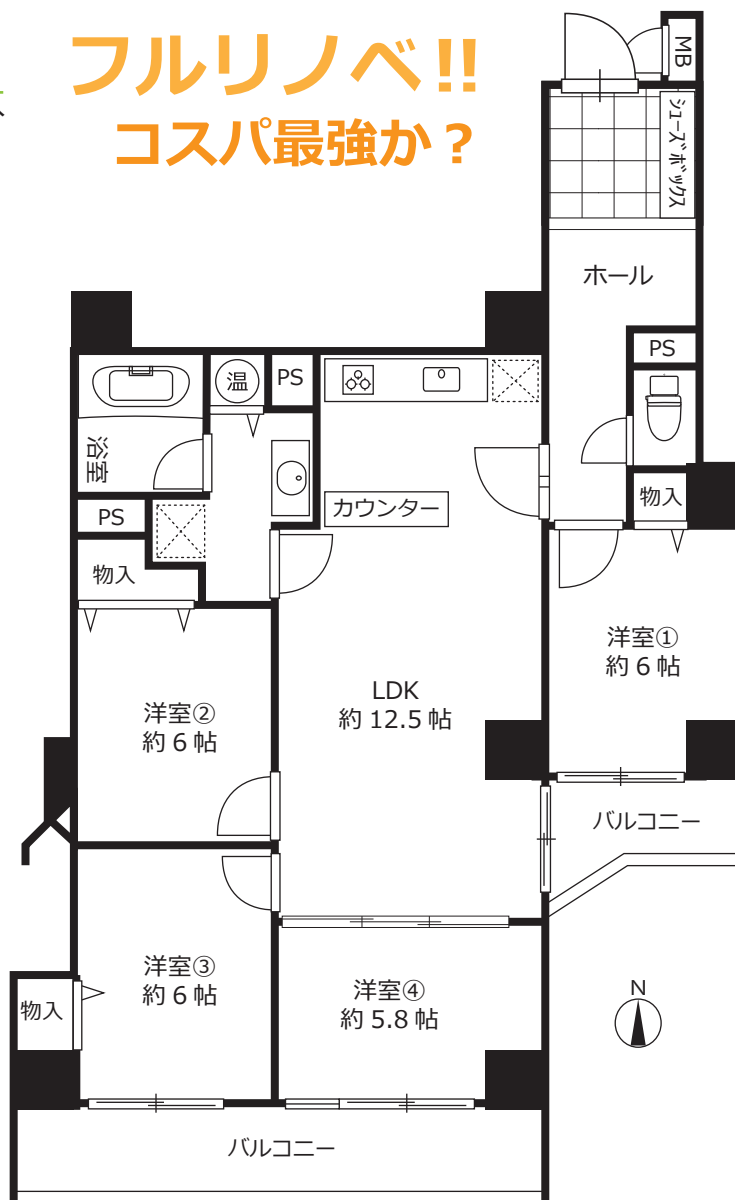 フルリノベ!!
コスパ最強か？
MB
シューズボックス
ホール
PS
温
PS
浴室
カウンター
物入
PS
物入
洋室①
約 6 帖
LDK
約 12.5 帖
洋室②
約 6 帖
バルコニー
洋室③
約 6 帖
洋室④
約 5.8 帖
物入
N
バルコニー